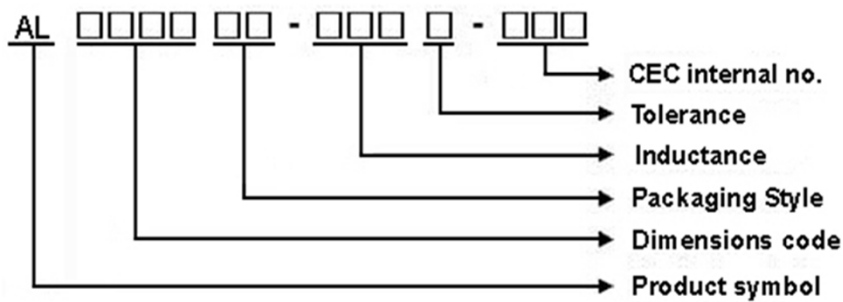 AL □□□□ □□ - □□□ □ - □□□
CEC internal no.
Tolerance
Inductance
Packaging Style
Dimensions code
Product symbol